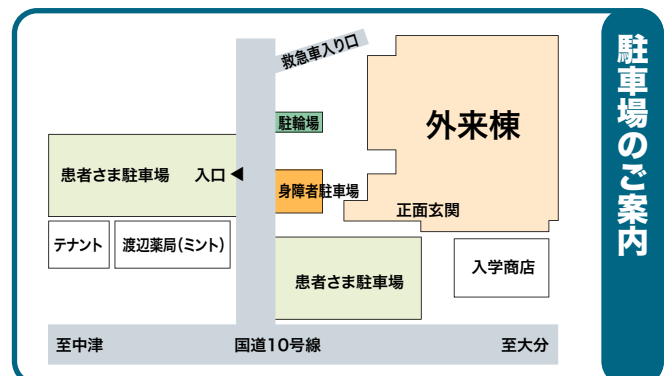 駐車場のご案内
救急車入り口
駐輪場
外来棟
患者さま駐車場 入口◀
身障者駐車場
正面玄関
テナント
渡辺薬局(ミント)
患者さま駐車場
入学商店
至中津
国道10号線
至大分